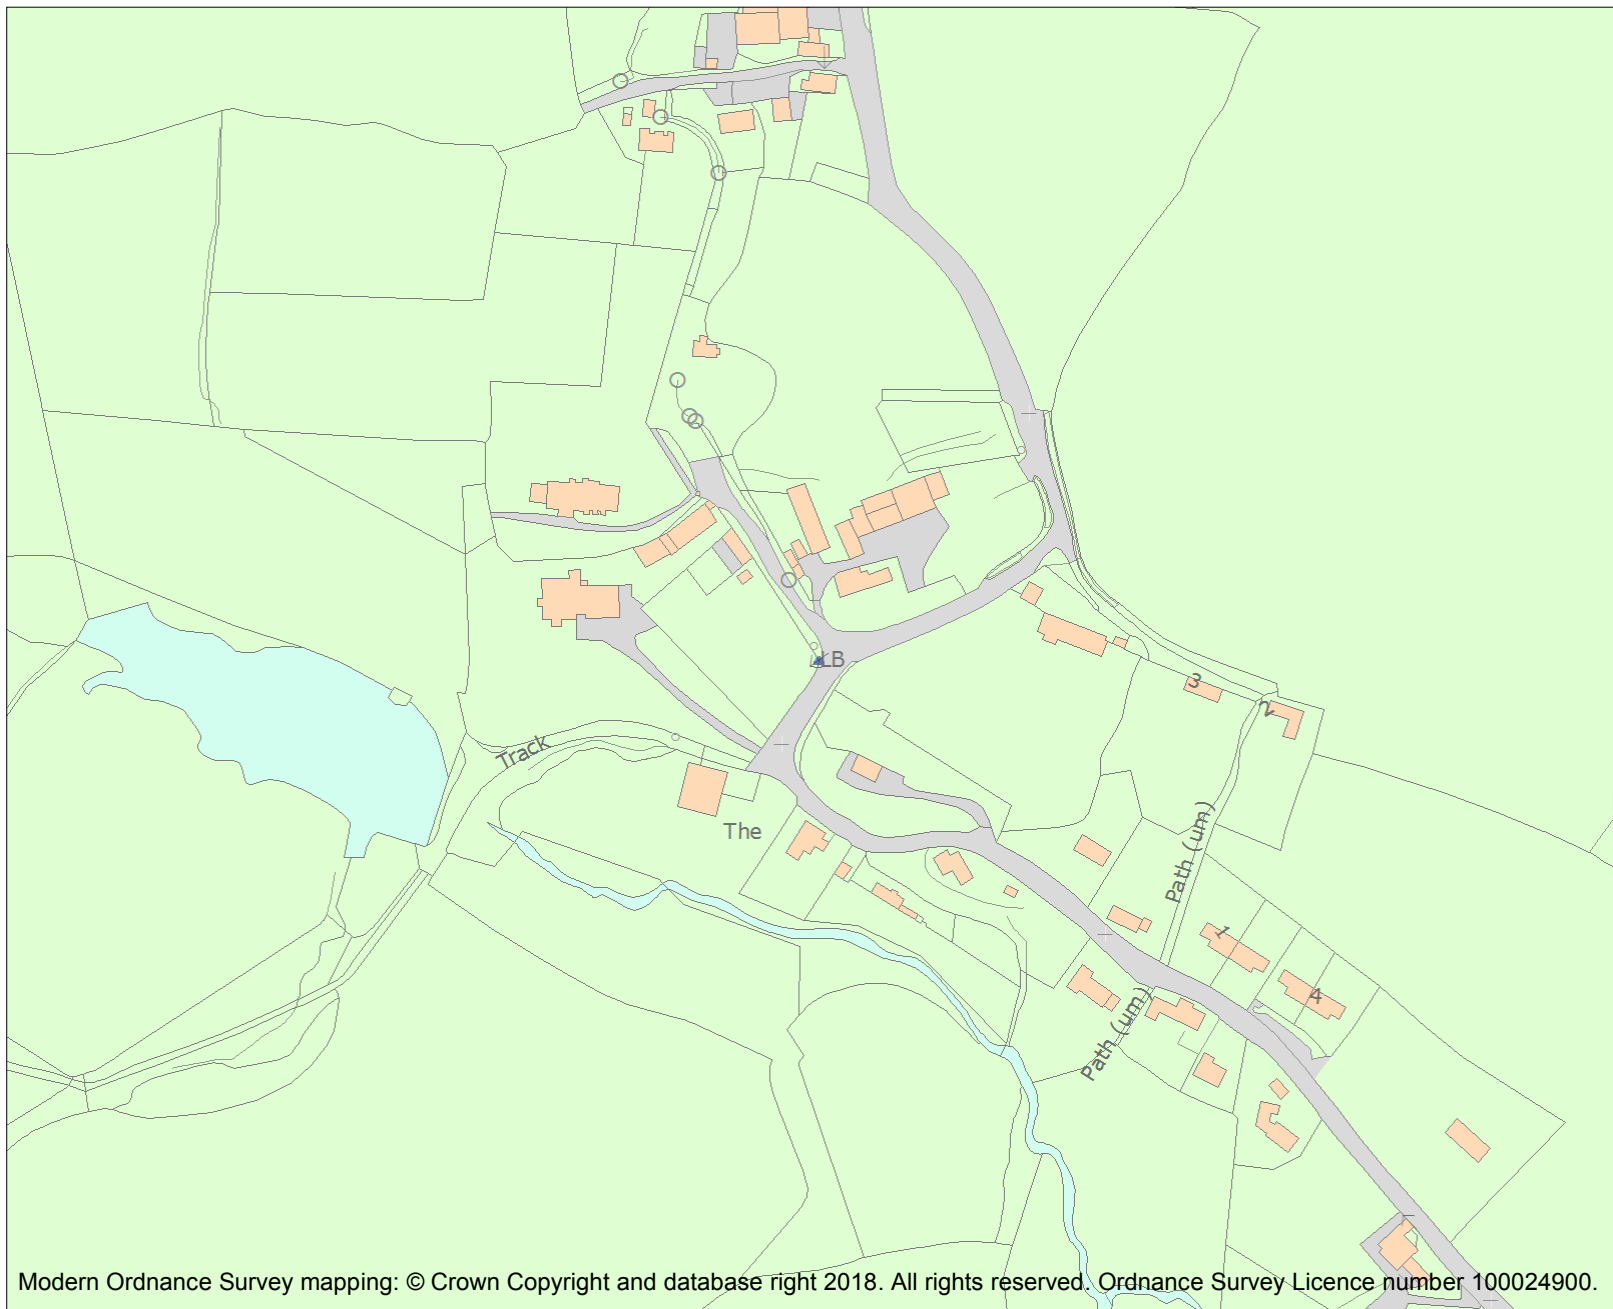 LB
3
2
Track
The
Path (um)
1
4
Path (um)
Modern Ordnance Survey mapping: © Crown Copyright and database right 2018. All rights reserved. Ordnance Survey Licence number 100024900.